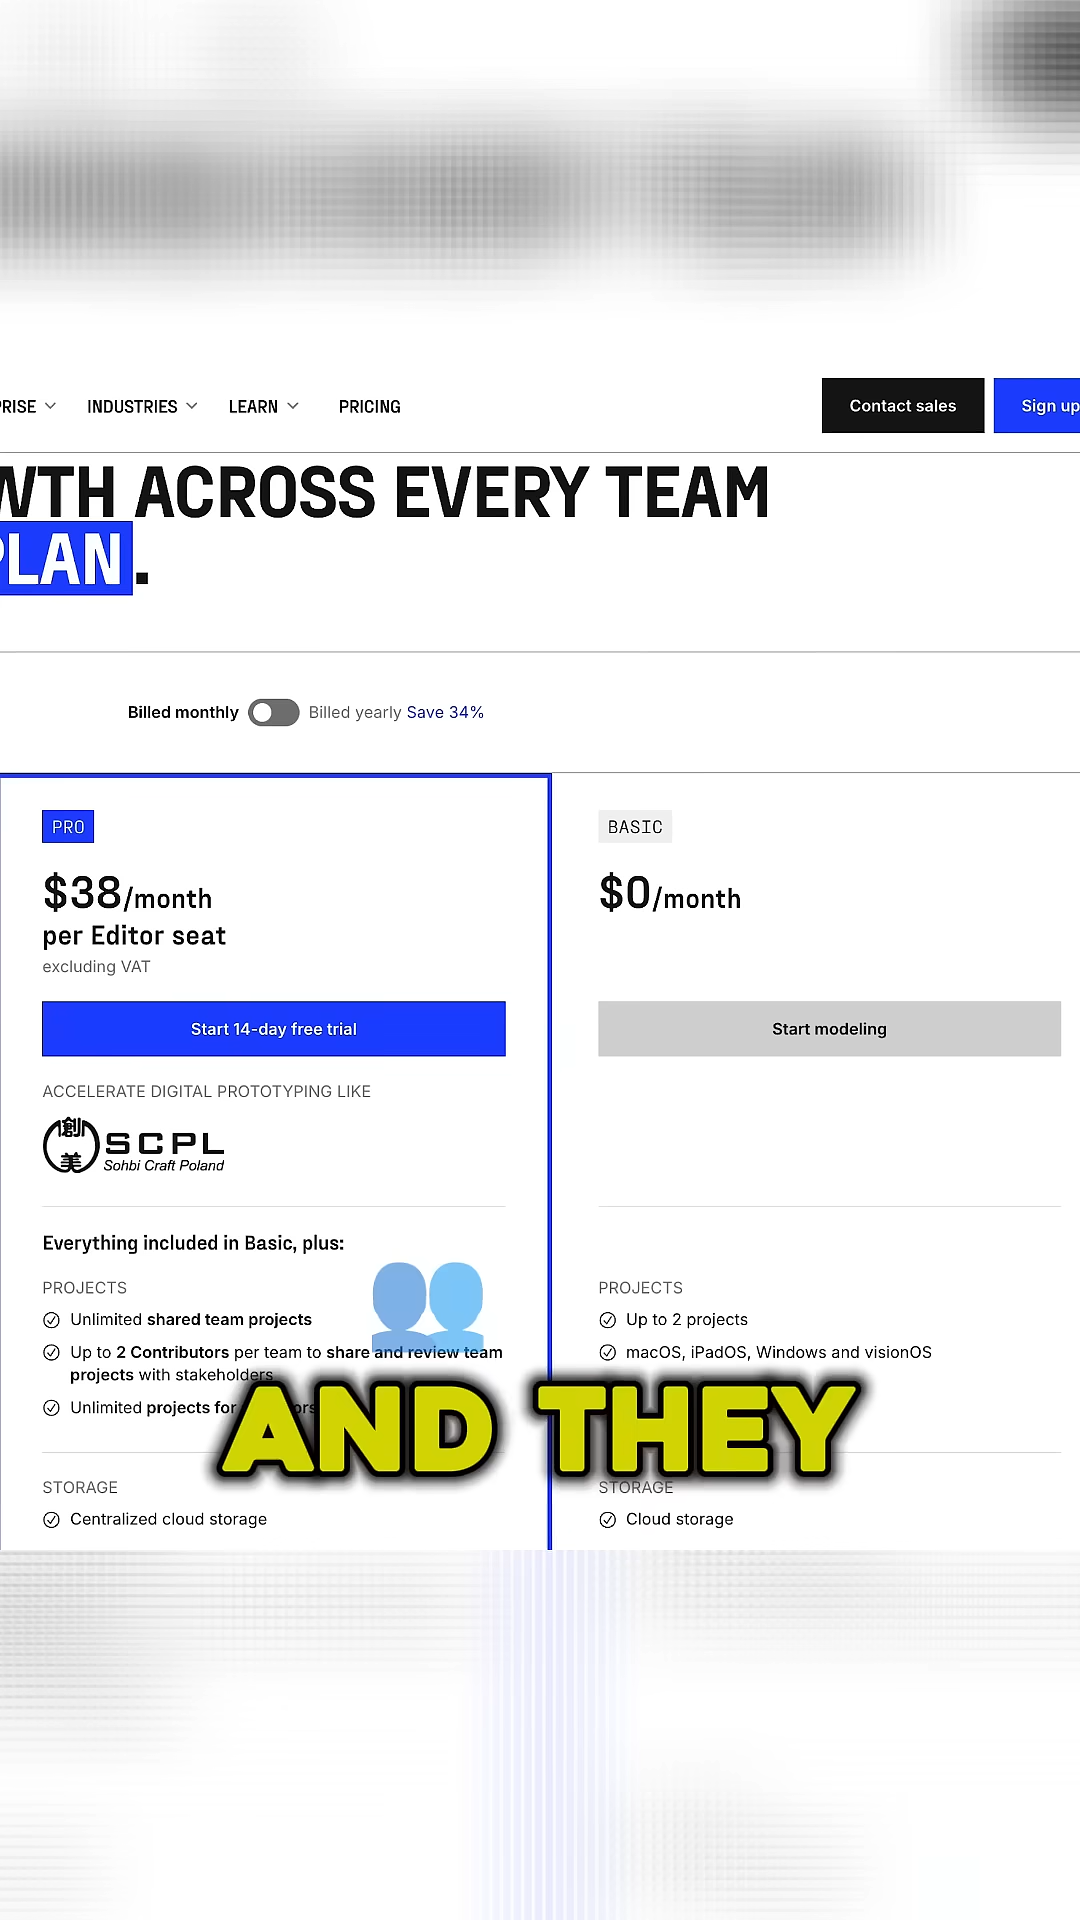 INDUSTRIES LEARN PRICING
Contact sales Sign up
ACROSS EVERY TEAM
PLAN.
Billed monthly Billed yearly Save 34%
PRO
$38/month
per Editor seat
excluding VAT
Start 14-day free trial
ACCELERATE DIGITAL PROTOTYPING LIKE
創美 SCPL
Sohbi Craft Poland
Everything included in Basic, plus:
PROJECTS
Unlimited shared team projects
Up to 2 Contributors per team to share and review team
projects with stakeholders
Unlimited projects for
STORAGE
Centralized cloud storage
BASIC
$0/month
Start modeling
PROJECTS
Up to 2 projects
macOS, iPadOS, Windows and visionOS
STORAGE
Cloud storage
AND THEY